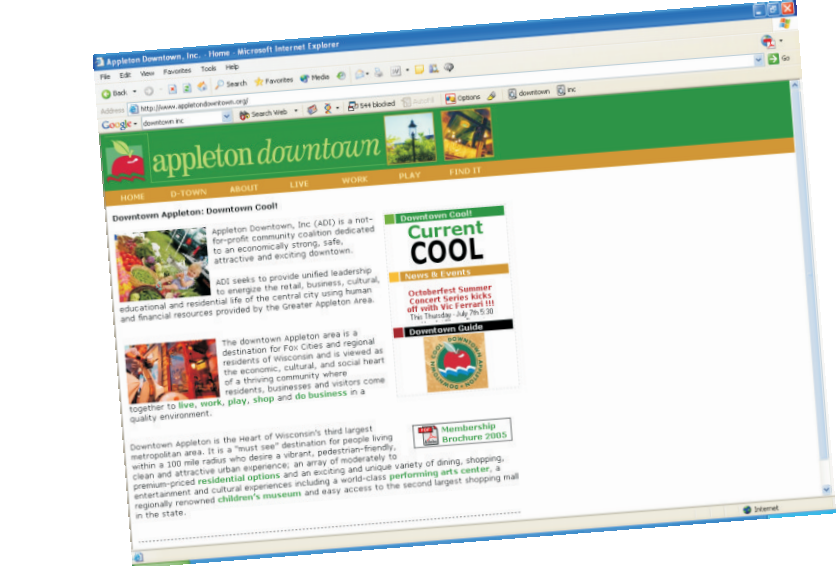 Appleton Downtown, Inc. - Home - Microsoft Internet Explorer
File Edit View Favorites Tools Help
Back Search Favorites Media
Address http://www.appletondowntown.org/ Go
Google downtown inc Search Web 544 blocked AutoFill Options downtown inc
appleton downtown
HOME D-TOWN ABOUT LIVE WORK PLAY FIND IT
Downtown Appleton: Downtown Cool!
Appleton Downtown, Inc (ADI) is a not-
for-profit community coalition dedicated
to an economically strong, safe,
attractive and exciting downtown.
ADI seeks to provide unified leadership
to energize the retail, business, cultural,
educational and residential life of the central city using human
and financial resources provided by the Greater Appleton Area.
The downtown Appleton area is a
destination for Fox Cities and regional
residents of Wisconsin and is viewed as
the economic, cultural, and social heart
of a thriving community where
residents, businesses and visitors come
together to live, work, play, shop and do business in a
quality environment.
Downtown Appleton is the Heart of Wisconsin's third largest
metropolitan area. It is a "must see" destination for people living
within a 100 mile radius who desire a vibrant, pedestrian-friendly,
clean and attractive urban experience; an array of moderately to
premium-priced residential options and an exciting and unique variety of dining, shopping,
entertainment and cultural experiences including a world-class performing arts center, a
regionally renowned children's museum and easy access to the second largest shopping mall
in the state.
Downtown Cool!
Current
COOL
News & Events
Octoberfest Summer
Concert Series kicks
off with Vic Ferrari !!!
This Thursday - July 7th 5:30
Downtown Guide
COOL DOWNTOWN
APPLETON DOWNTOWN
PDF Membership
Brochure 2005
Internet